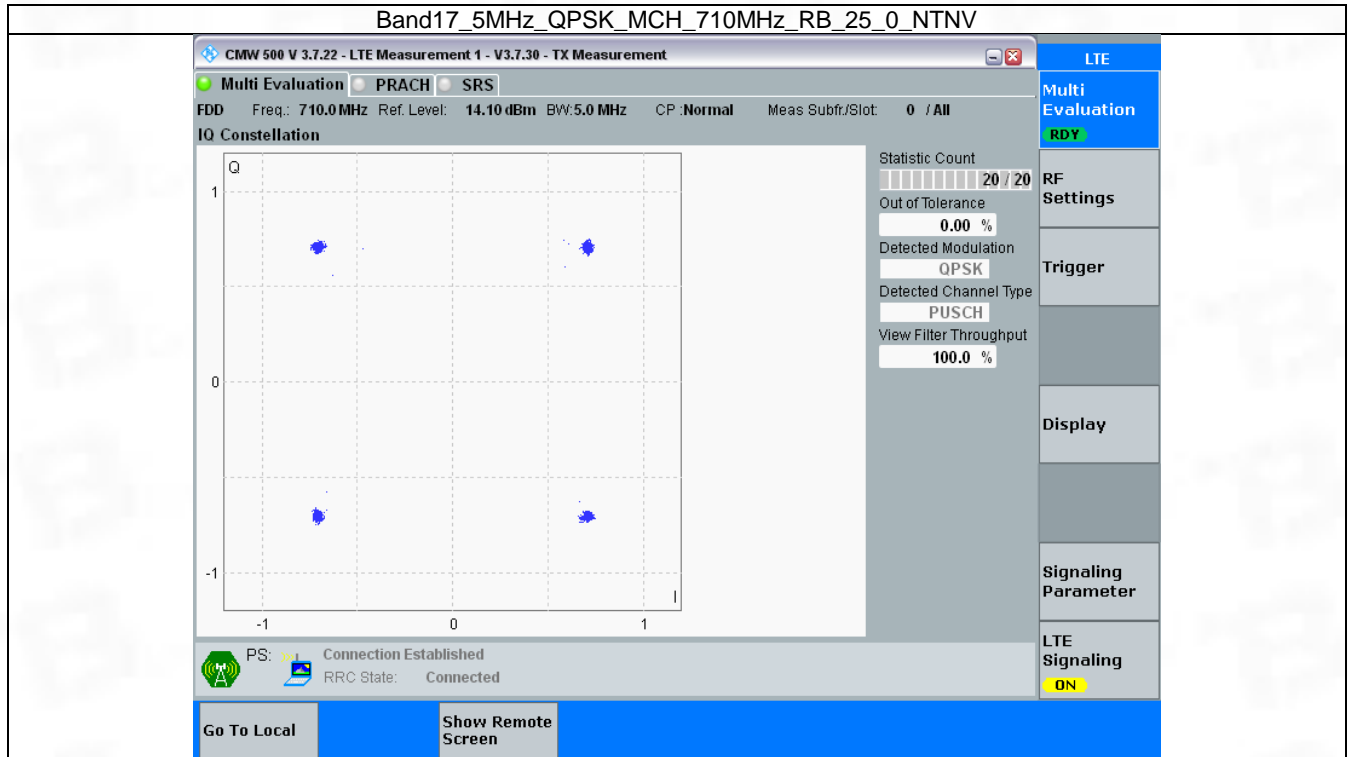 Band17_5MHz_QPSK_MCH_710MHz_RB_25_0_NTNV
CMW 500 V 3.7.22 - LTE Measurement 1 - V3.7.30 - TX Measurement
Multi Evaluation PRACH SRS
FDD Freq.: 710.0 MHz Ref. Level: 14.10 dBm BW:5.0 MHz CP :Normal Meas Subfr./Slot: 0 / All
IQ Constellation
Q
1
0
-1
I
-1 0 1
Statistic Count
20 / 20
Out of Tolerance
0.00 %
Detected Modulation
QPSK
Detected Channel Type
PUSCH
View Filter Throughput
100.0 %
PS: Connection Established
RRC State: Connected
LTE
Multi
Evaluation
RDY
RF
Settings
Trigger
Display
Signaling
Parameter
LTE
Signaling
ON
Go To Local
Show Remote
Screen